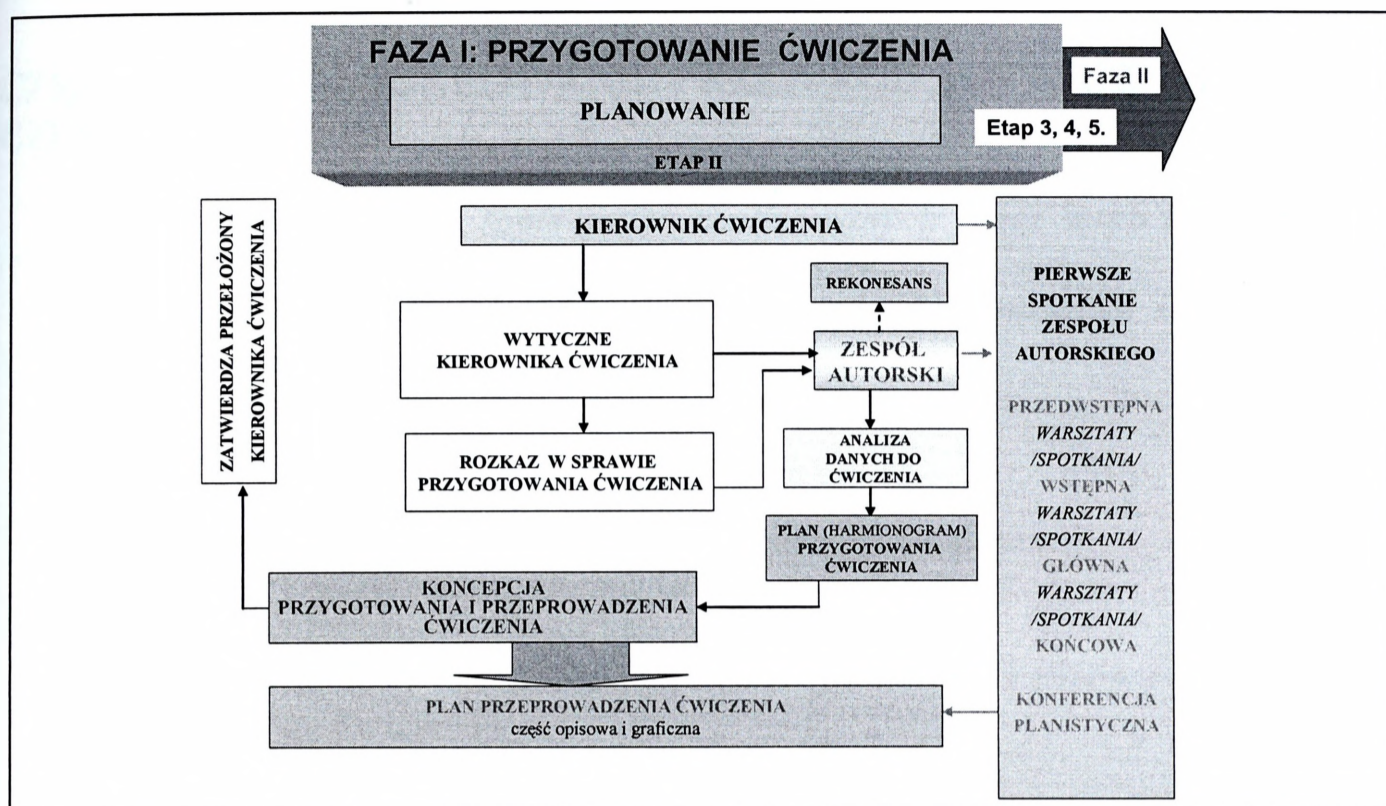 FAZA I: PRZYGOTOWANIE ĆWICZENIA
PLANOWANIE
ETAP II
Faza II
Etap 3, 4, 5.
ZATWIERDZA PRZEŁOŻONY
KIEROWNIKA ĆWICZENIA
KIEROWNIK ĆWICZENIA
REKONESANS
WYTYCZNE
KIEROWNIKA ĆWICZENIA
ZESPÓŁ
AUTORSKI
ROZKAZ W SPRAWIE
PRZYGOTOWANIA ĆWICZENIA
ANALIZA
DANYCH DO
ĆWICZENIA
PLAN (HARMIONOGRAM)
PRZYGOTOWANIA
ĆWICZENIA
KONCEPCJA
PRZYGOTOWANIA I PRZEPROWADZENIA
ĆWICZENIA
PLAN PRZEPROWADZENIA ĆWICZENIA
część opisowa i graficzna
PIERWSZE
SPOTKANIE
ZESPOŁU
AUTORSKIEGO
PRZEDWSTĘPNA
WARSZTATY
/SPOTKANIA/
WSTĘPNA
WARSZTATY
/SPOTKANIA/
GŁÓWNA
WARSZTATY
/SPOTKANIA/
KOŃCOWA
KONFERENCJA
PLANISTYCZNA